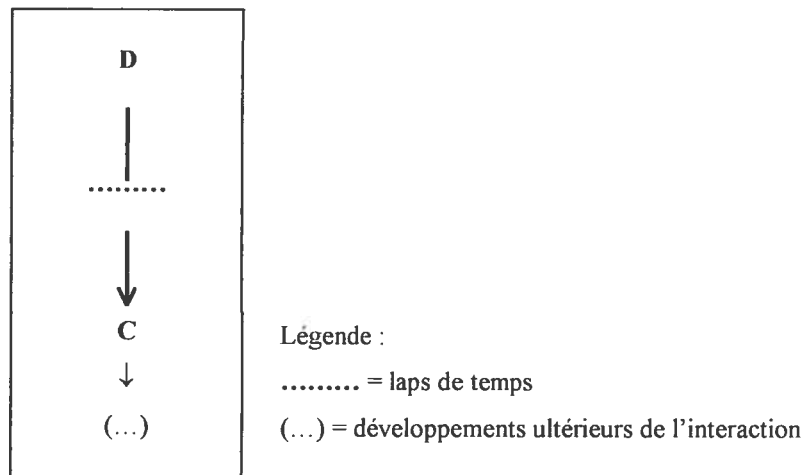 D
.........
C
↓
(...)
Légende :
......... = laps de temps
(...) = développements ultérieurs de l'interaction